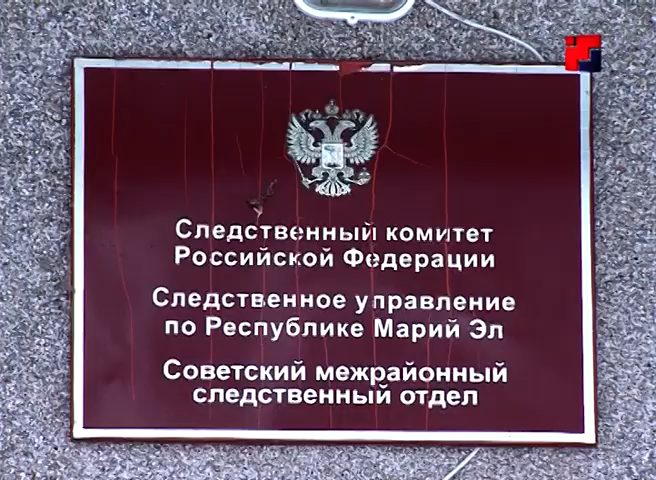 Следственный комитет
Российской Федерации
Следственное управление
по Республике Марий Эл
Советский межрайонный
следственный отдел